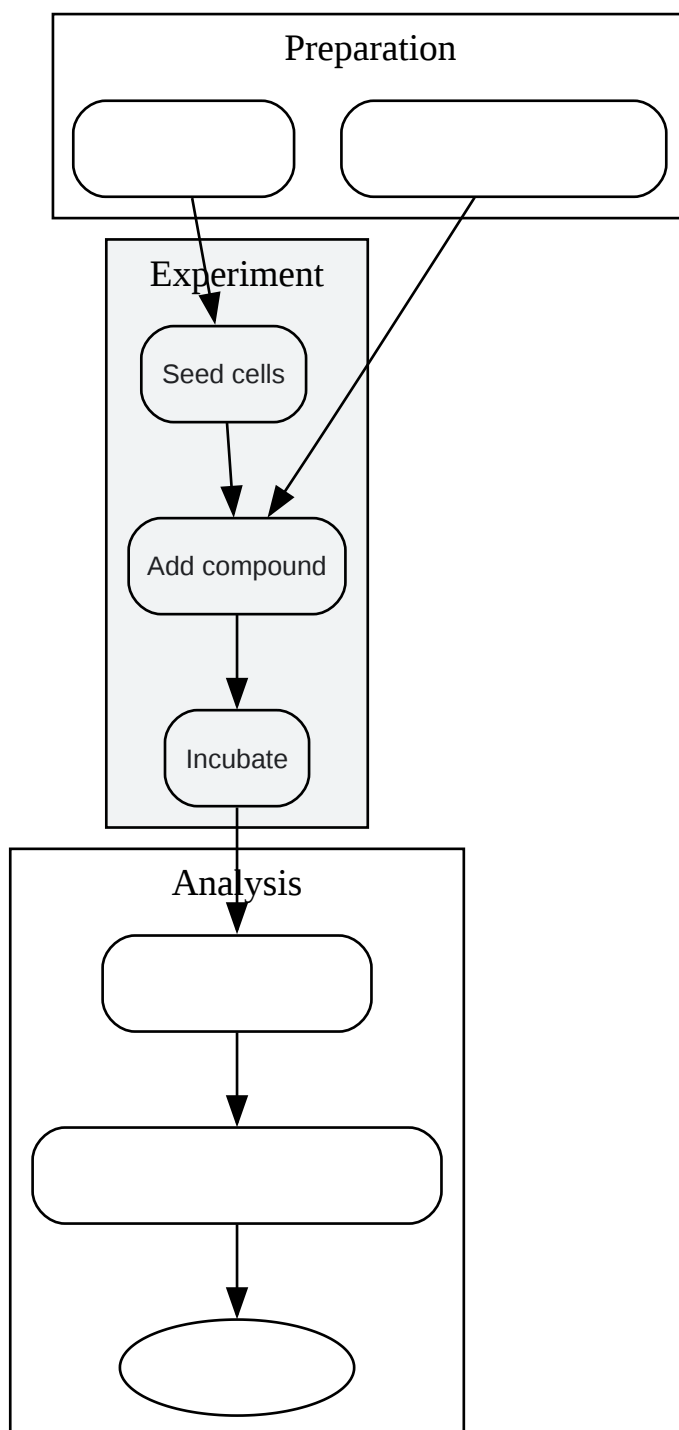 Preparation
Experiment
Seed cells
Add compound
Incubate
Analysis